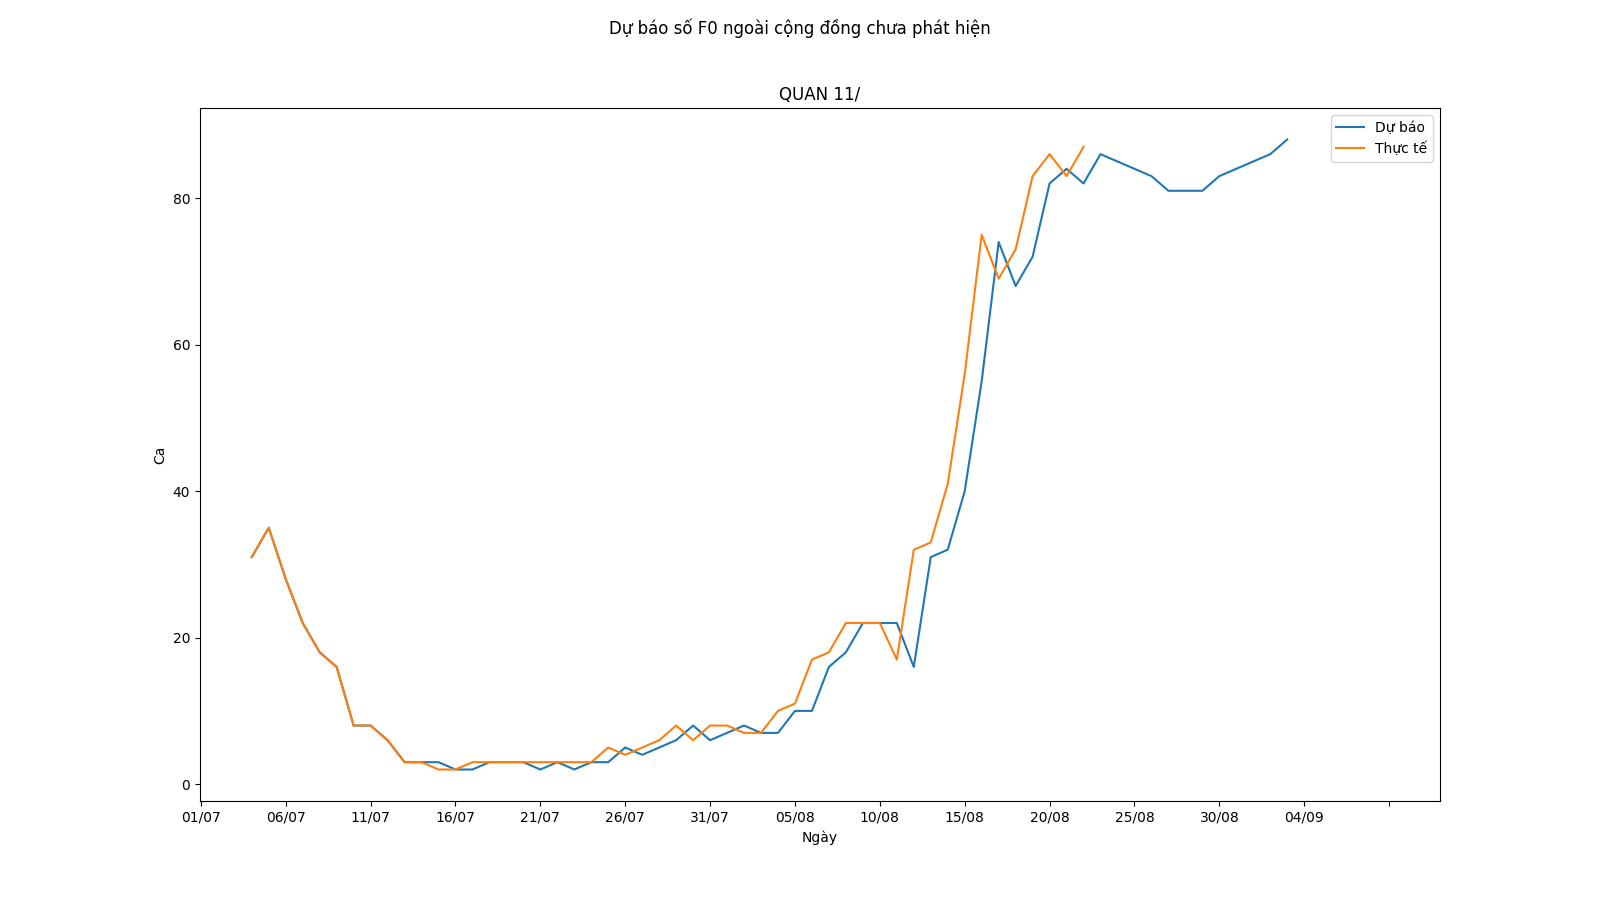 Dự báo số F0 ngoài cộng đồng chưa phát hiện
QUAN 11/
Dự báo
Thực tế
80
60
40
20
0
Ca
01/07 06/07 11/07 16/07 21/07 26/07 31/07 05/08 10/08 15/08 20/08 25/08 30/08 04/09
Ngày